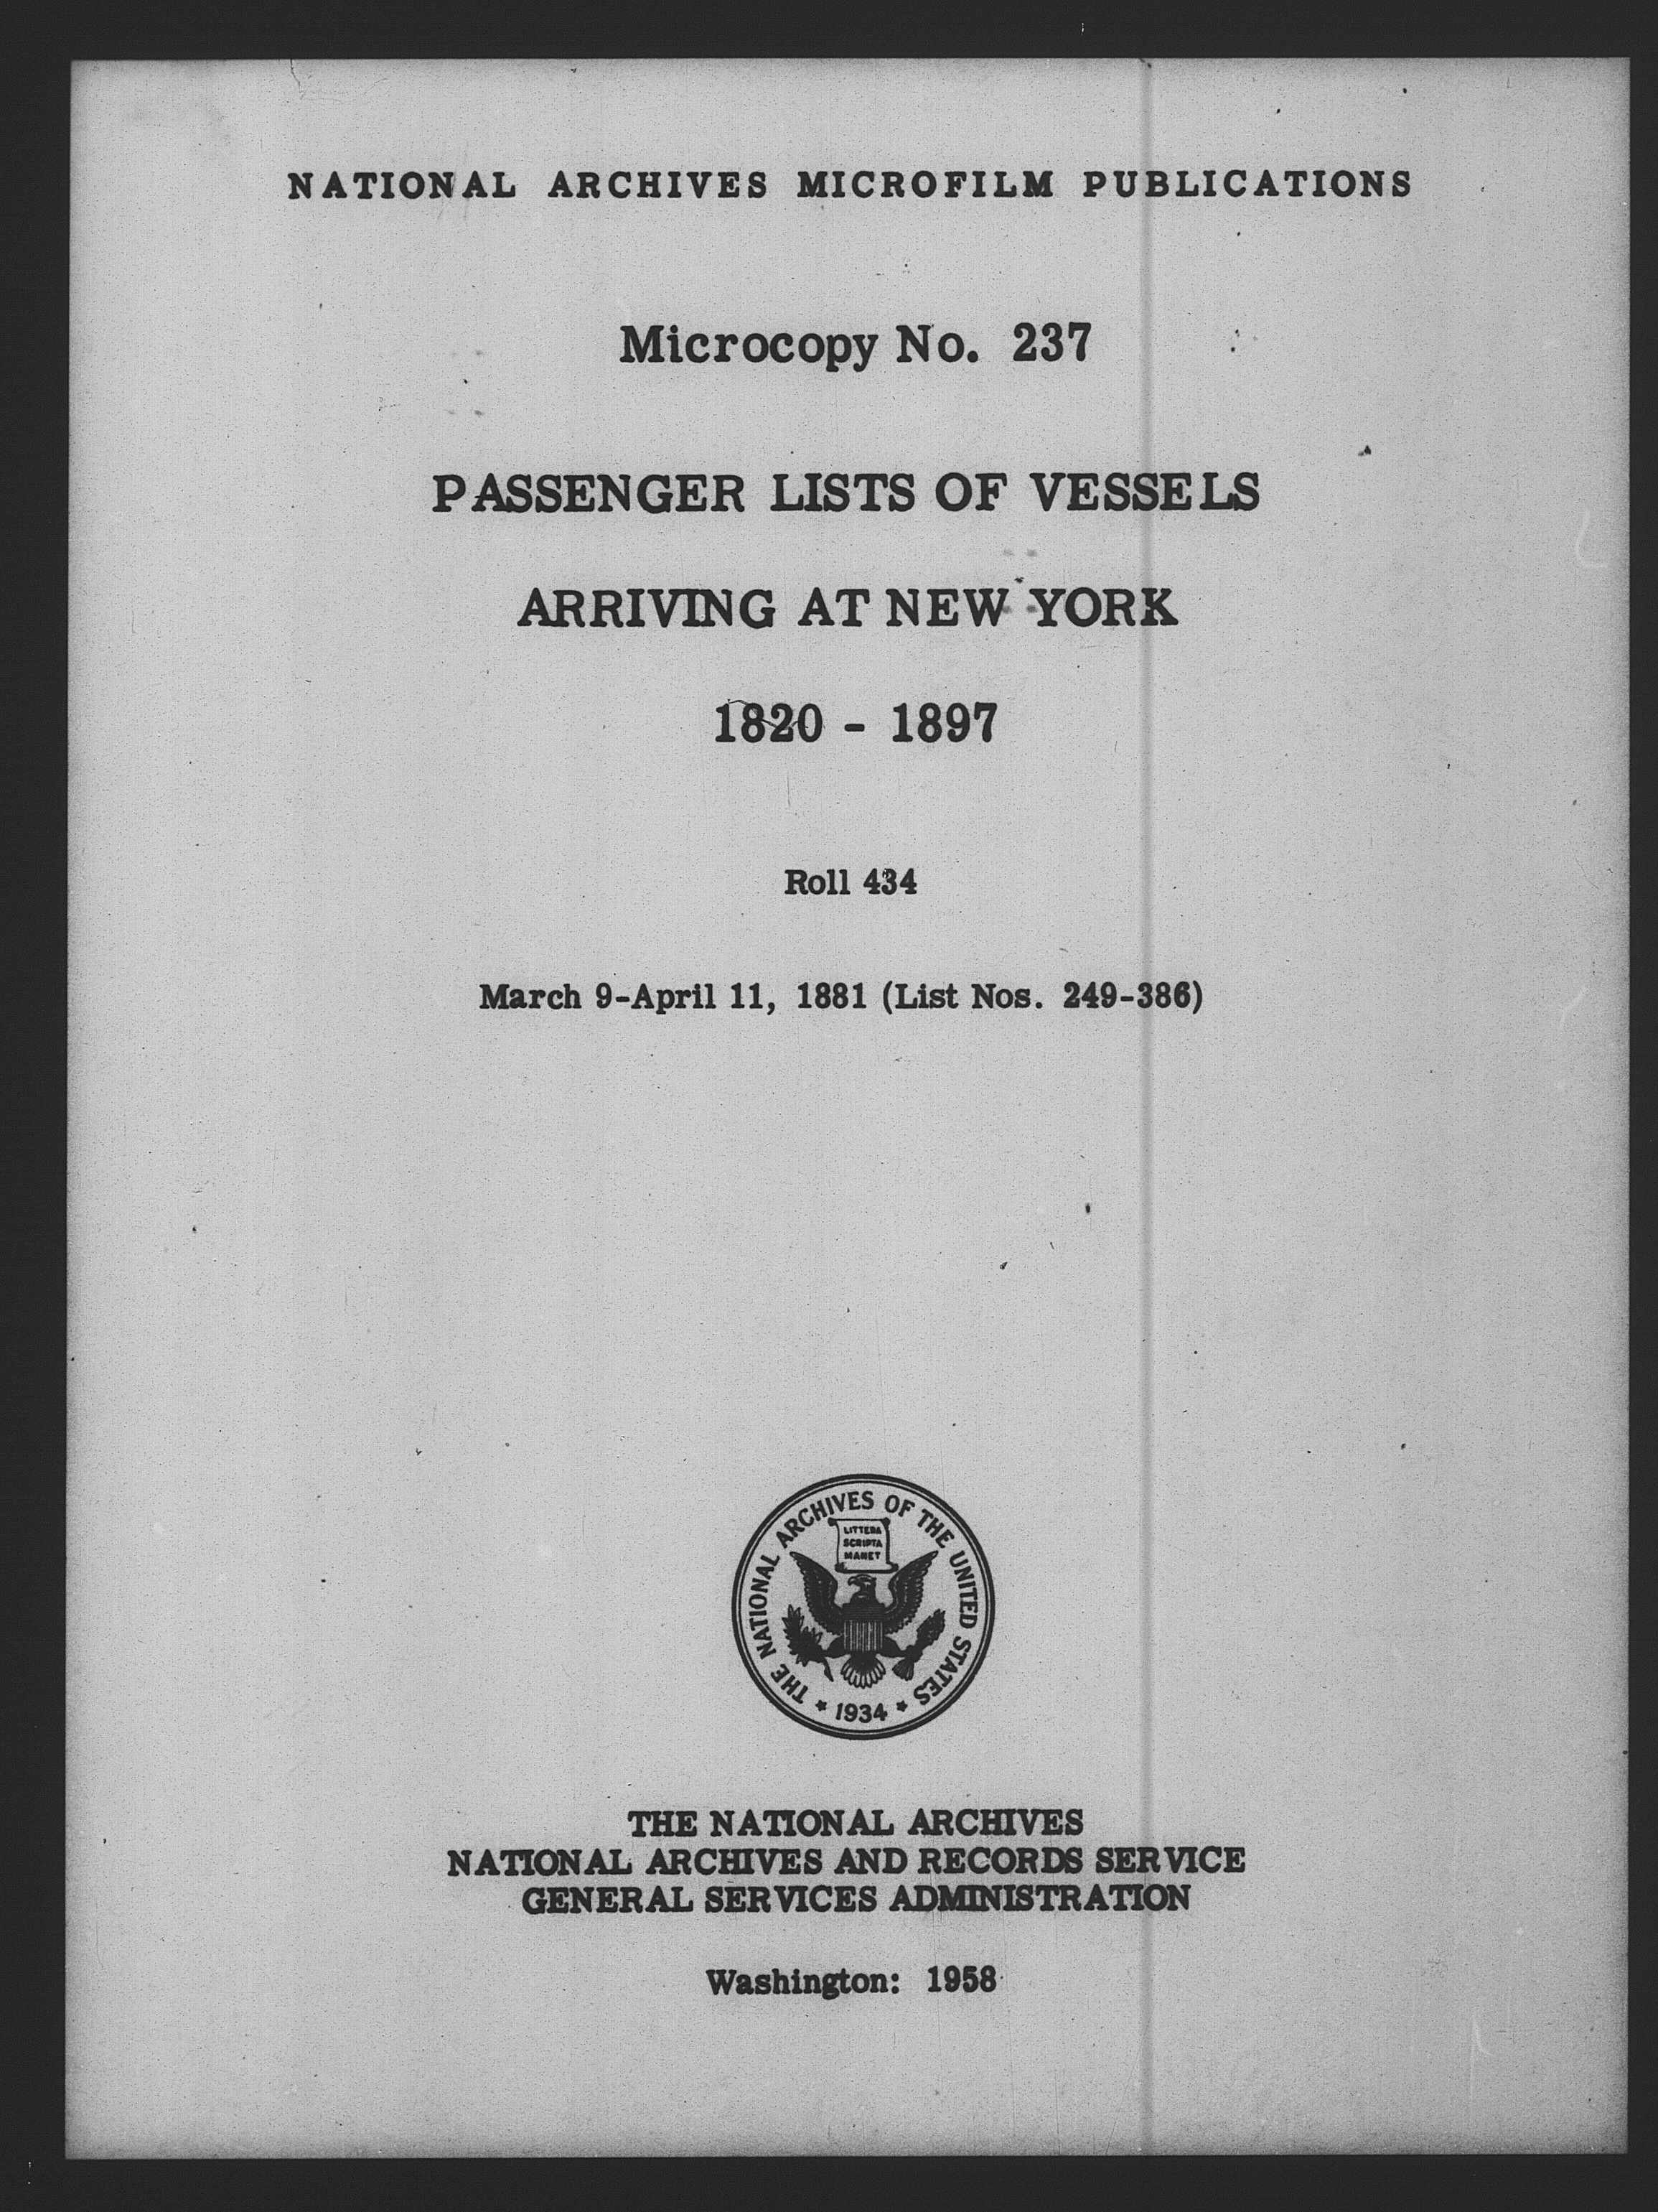 NATIONAL ARCHIVES MICROFILM PUBLICATIONS
Microcopy No. 237
PASSENGER LISTS OF VESSELS
ARRIVING AT NEW YORK
1820 - 1897
Roll 434
March 9-April 11, 1881 (List Nos. 249-386)
THE NATIONAL ARCHIVES OF THE UNITED STATES
LITTERA
SCRIPTA
MANET
★ 1934 ★
THE NATIONAL ARCHIVES
NATIONAL ARCHIVES AND RECORDS SERVICE
GENERAL SERVICES ADMINISTRATION
Washington: 1958